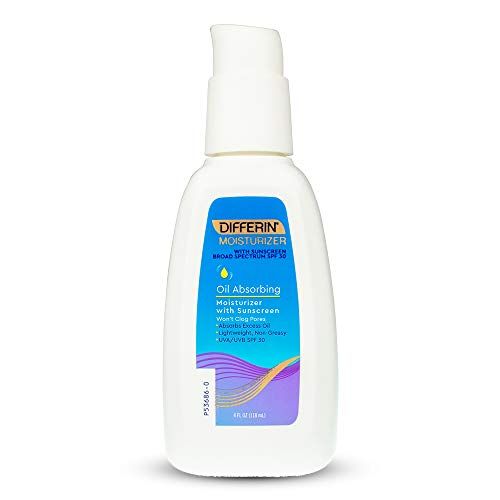 DIFFERIN®
MOISTURIZER
WITH SUNSCREEN
BROAD SPECTRUM SPF 30
Oil Absorbing
Moisturizer
with Sunscreen
Won't Clog Pores
•Absorbs Excess Oil
•Lightweight, Non Greasy
•UVA/UVB SPF 30
P53686-0
4 FL OZ (118 mL)